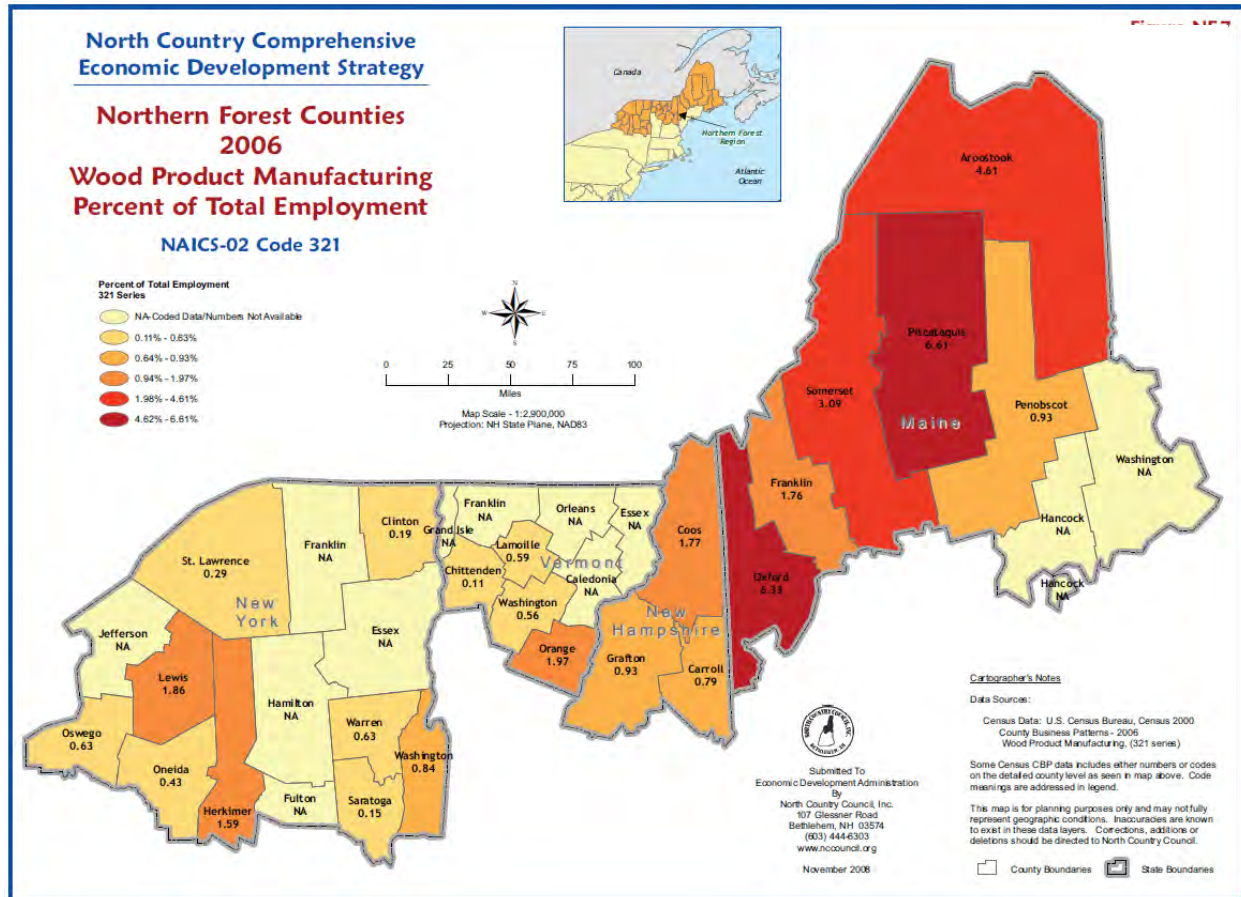 North Country Comprehensive
Economic Development Strategy
Northern Forest Counties
2006
Wood Product Manufacturing
Percent of Total Employment
NAICS-02 Code 321
Percent of Total Employment
321 Series
NA-Coded Data/Numbers Not Available
0.11% - 0.63%
0.64% - 0.93%
0.94% - 1.97%
1.98% - 4.61%
4.62% - 6.61%
N
W E
S
0 25 50 75 100
Miles
Map Scale - 1:2,900,000
Projection: NH State Plane, NAD83
Canada
Northern Forest
Region
Atlantic
Ocean
Aroostook
4.61
Piscataquis
6.61
Somerset
3.09
Maine
Penobscot
0.93
Washington
NA
Hancock
NA
Hancock
NA
Franklin
1.76
Oxford
Coos
1.77
New
Hampshire
Grafton
0.93
Carroll
0.79
Franklin
NA
Orleans
NA
Essex
NA
Grand Isle
NA
Lamoille
0.59
Vermont
Chittenden
0.11
Caledonia
NA
Washington
0.56
Orange
1.97
Clinton
0.19
Franklin
NA
St. Lawrence
0.29
New
York
Jefferson
NA
Essex
NA
Lewis
1.86
Hamilton
NA
Oswego
0.63
Oneida
0.43
Herkimer
1.59
Fulton
NA
Warren
0.63
Washington
0.84
Saratoga
0.15
Submitted To
Economic Development Administration
By
North Country Council, Inc.
107 Glessner Road
Bethlehem, NH 03574
(603) 444-6303
www.nccouncil.org
November 2008
Cartographer's Notes
Data Sources:
Census Data: U.S. Census Bureau, Census 2000
County Business Patterns - 2006
Wood Product Manufacturing, (321 series)
Some Census CBP data includes either numbers or codes
on the detailed county level as seen in map above. Code
meanings are addressed in legend.
This map is for planning purposes only and may not fully
represent geographic conditions. Inaccuracies are known
to exist in these data layers. Corrections, additions or
deletions should be directed to North Country Council.
County Boundaries State Boundaries